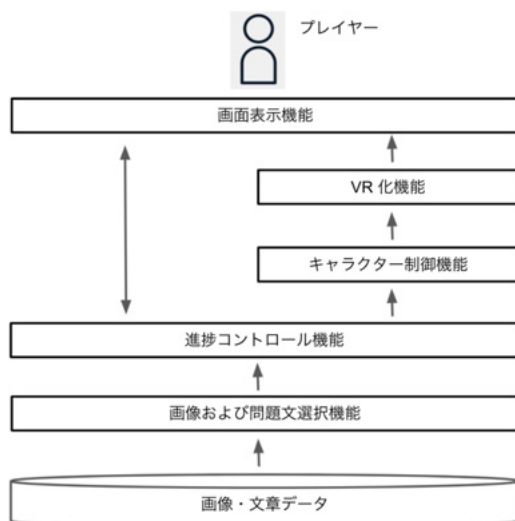 プレイヤー
画面表示機能
VR 化機能
キャラクター制御機能
進捗コントロール機能
画像および問題文選択機能
画像・文章データ